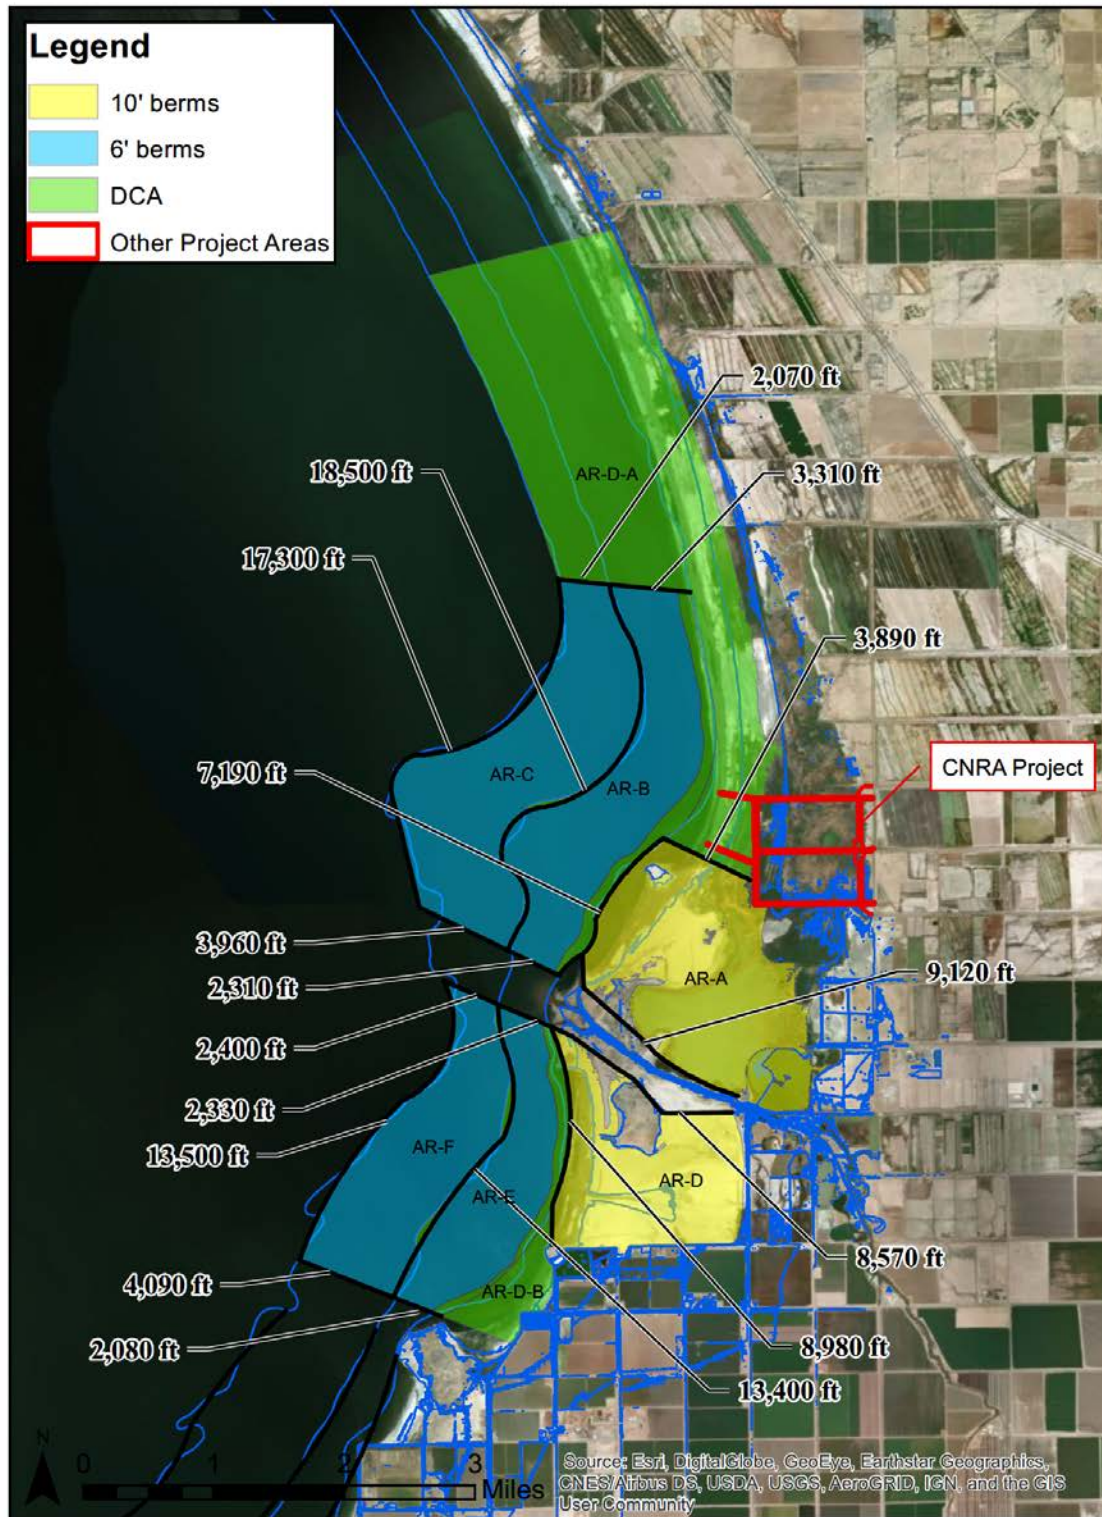 Legend
10' berms
6' berms
DCA
Other Project Areas
2,070 ft
18,500 ft
AR-D-A
3,310 ft
17,300 ft
3,890 ft
7,190 ft
AR-C
AR-B
CNRA Project
3,960 ft
AR-A
9,120 ft
2,310 ft
2,400 ft
2,330 ft
13,500 ft
AR-F
AR-E
AR-D
8,570 ft
4,090 ft
AR-D-B
2,080 ft
8,980 ft
13,400 ft
N
0 1 2 3
Miles
Source: Esri, DigitalGlobe, GeoEye, Earthstar Geographics,
CNES/Airbus DS, USDA, USGS, AeroGRID, IGN, and the GIS
User Community